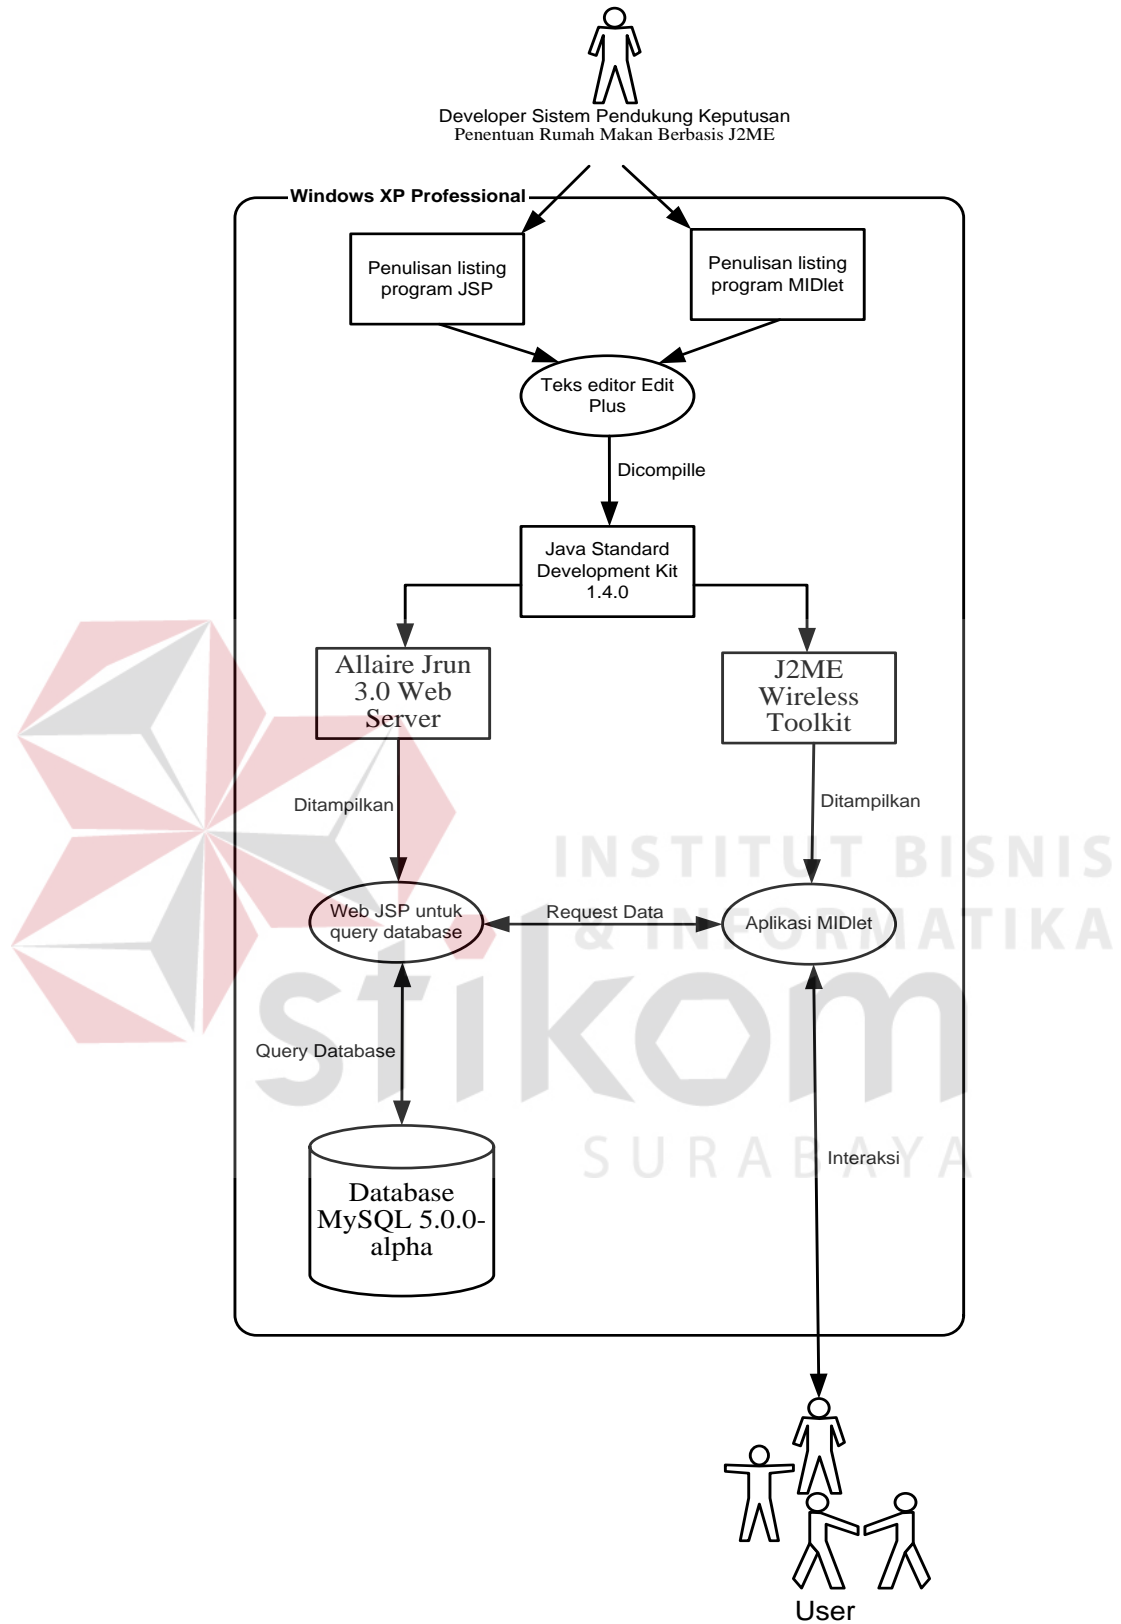 Developer Sistem Pendukung Keputusan
Penentuan Rumah Makan Berbasis J2ME
Windows XP Professional
Penulisan listing
program JSP
Penulisan listing
program MIDlet
Teks editor Edit
Plus
Dicompille
Java Standard
Development Kit
1.4.0
Allaire Jrun
3.0 Web
Server
J2ME
Wireless
Toolkit
Ditampilkan
Ditampilkan
INSTITUT BISNIS
& INFORMATIKA
stikom
SURABAYA
Web JSP untuk
query database
Request Data
Aplikasi MIDlet
Query Database
Interaksi
Database
MySQL 5.0.0-
alpha
User